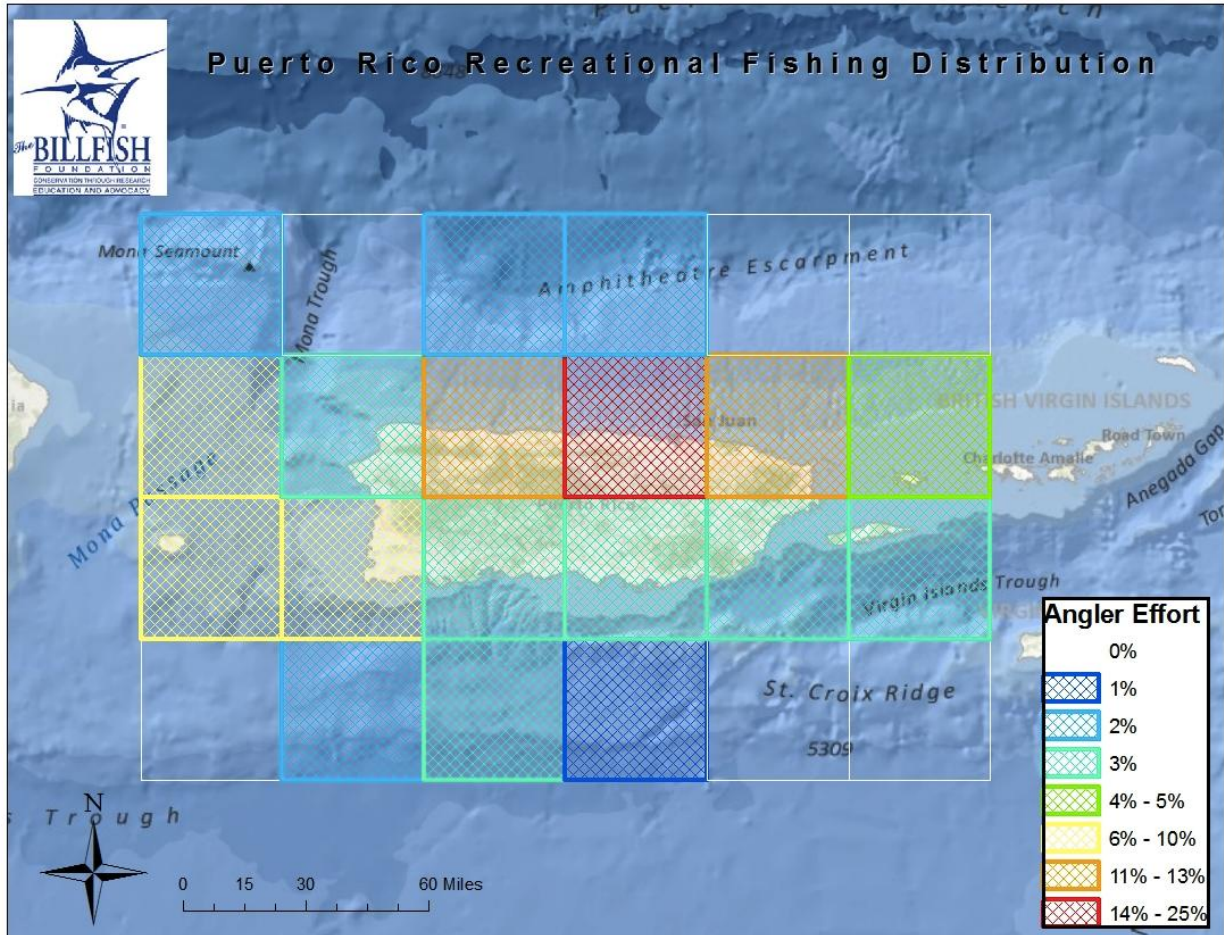 Puerto Rico Recreational Fishing Distribution
The
BILLFISH
FOUNDATION
CONSERVATION THROUGH RESEARCH
EDUCATION AND ADVOCACY
Mona Seamount
Mona Trough
Amphitheatre Escarpment
San Juan
BRITISH VIRGIN ISLANDS
Road Town
Charlotte Amalie
Anegada Gap
Mona Passage
Puerto Rico
Virgin Islands Trough
St. Croix Ridge
5309
Trough
N
0 15 30 60 Miles
Angler Effort
0%
1%
2%
3%
4% - 5%
6% - 10%
11% - 13%
14% - 25%